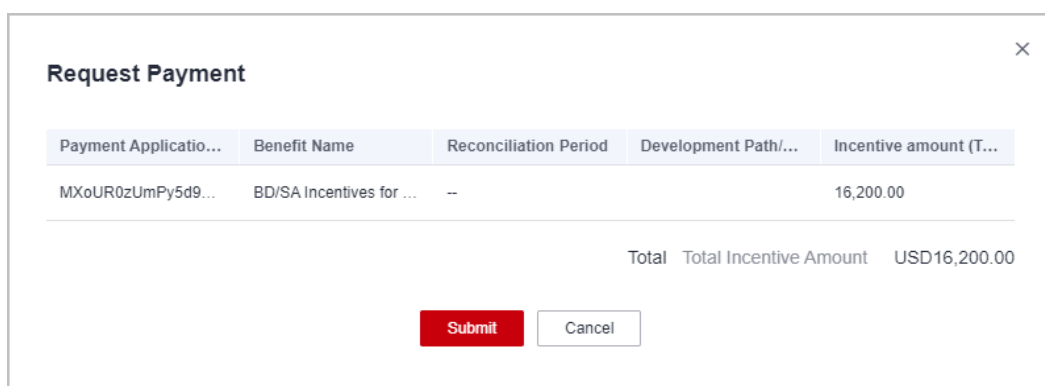 Request Payment
Payment Applicatio... Benefit Name Reconciliation Period Development Path/... Incentive amount (T...
MXoUR0zUmPy5d9... BD/SA Incentives for ... -- 16,200.00
Total Total Incentive Amount USD16,200.00
Submit Cancel